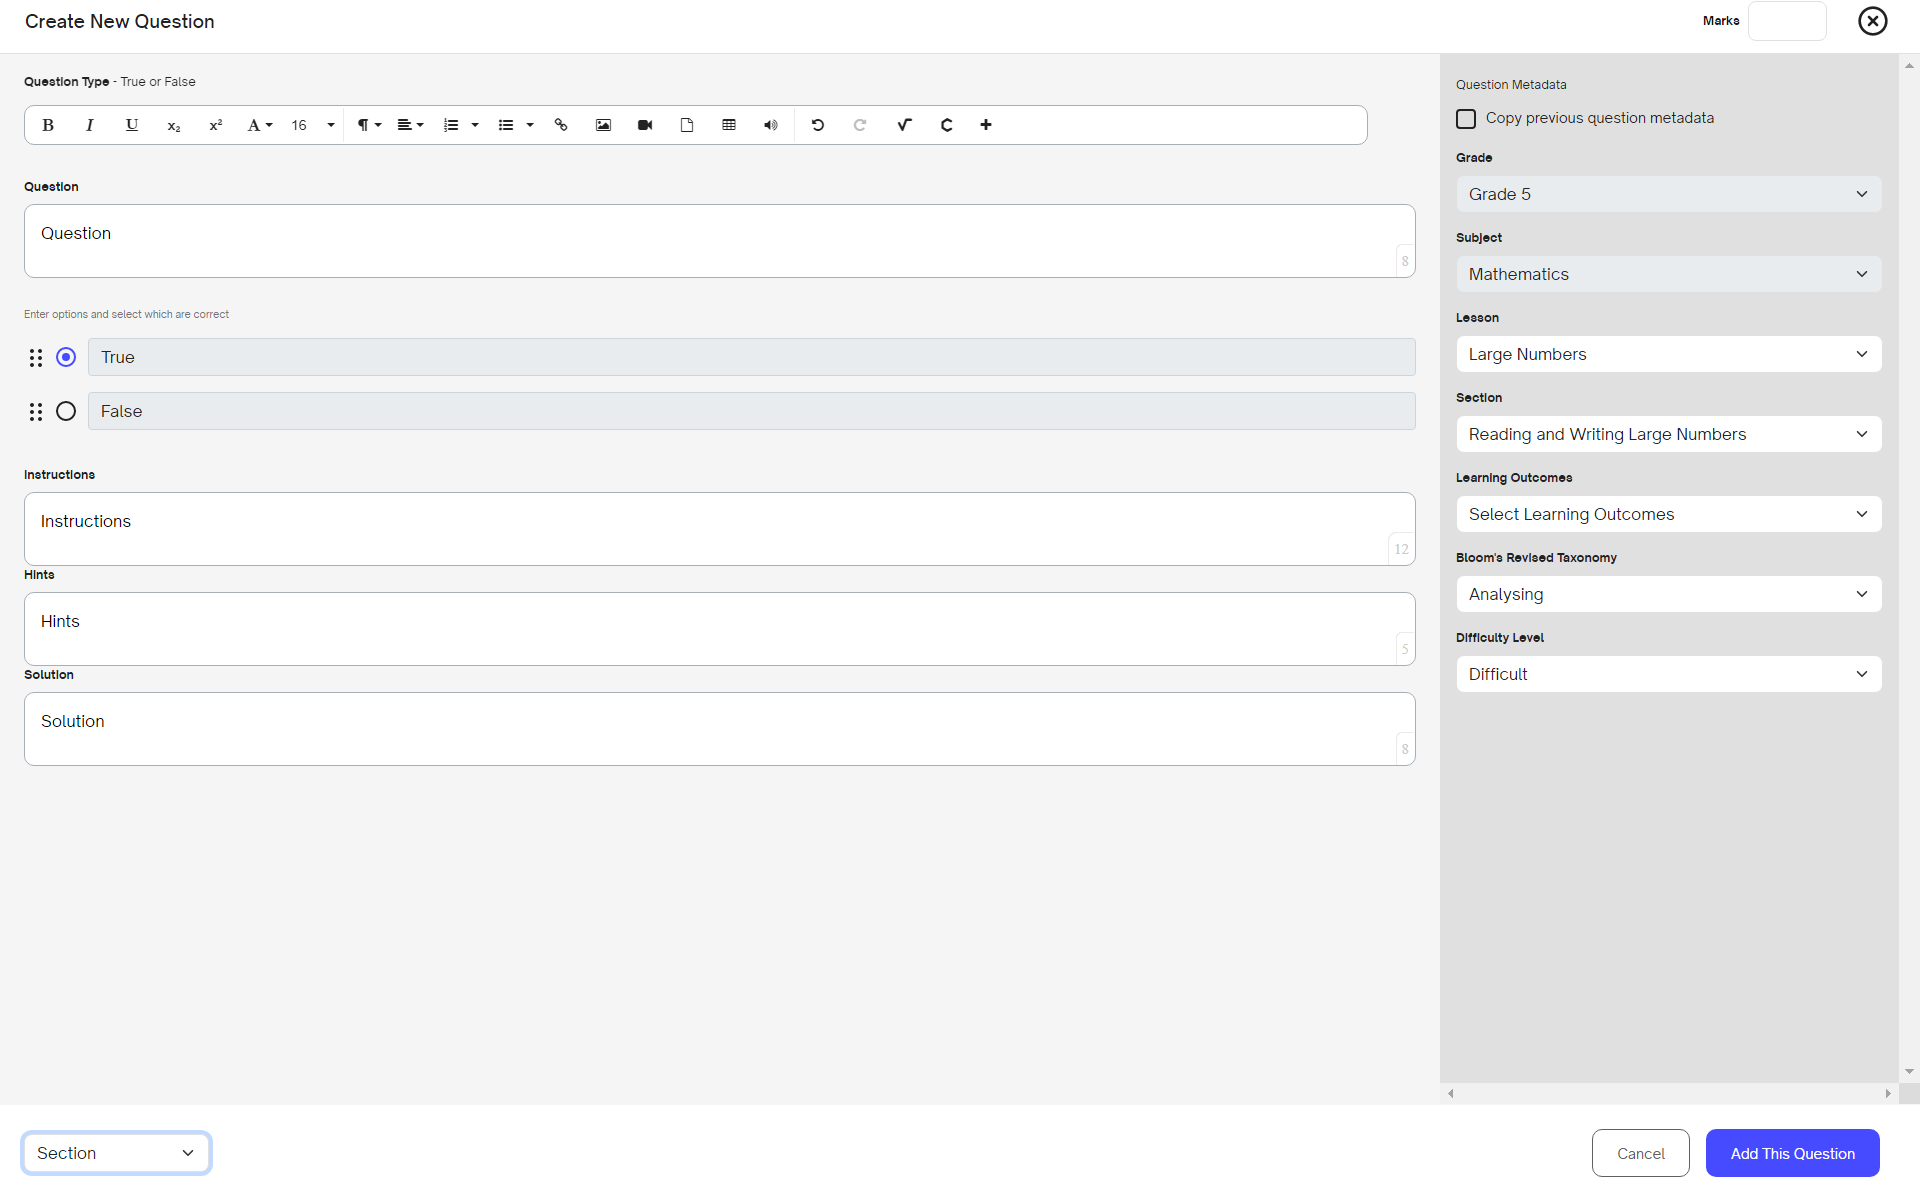 Create New Question
Marks
Question Type - True or False
B I U x₂ x² A 16
Question
Question
8
Enter options and select which are correct
True
False
Instructions
Instructions
12
Hints
Hints
5
Solution
Solution
8
Question Metadata
Copy previous question metadata
Grade
Grade 5
Subject
Mathematics
Lesson
Large Numbers
Section
Reading and Writing Large Numbers
Learning Outcomes
Select Learning Outcomes
Bloom's Revised Taxonomy
Analysing
Difficulty Level
Difficult
Section
Cancel
Add This Question